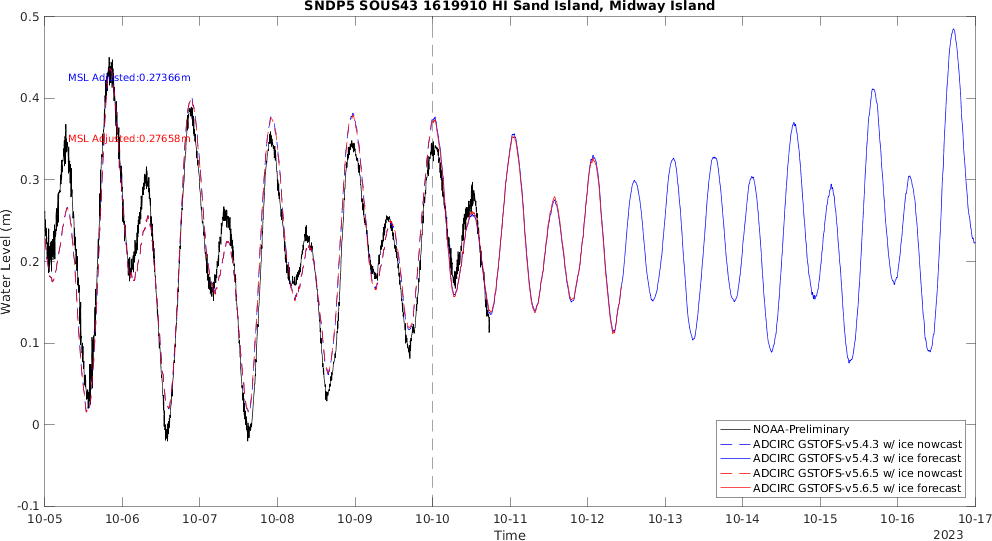 SNDP5 SOUS43 1619910 HI Sand Island, Midway Island
0.5
0.4
0.3
0.2
0.1
0
-0.1
Water Level (m)
MSL Adjusted:0.27366m
MSL Adjusted:0.27658m
NOAA-Preliminary
ADCIRC GSTOFS-v5.4.3 w/ ice nowcast
ADCIRC GSTOFS-v5.4.3 w/ ice forecast
ADCIRC GSTOFS-v5.6.5 w/ ice nowcast
ADCIRC GSTOFS-v5.6.5 w/ ice forecast
10-05 10-06 10-07 10-08 10-09 10-10 10-11 10-12 10-13 10-14 10-15 10-16 10-17
Time
2023